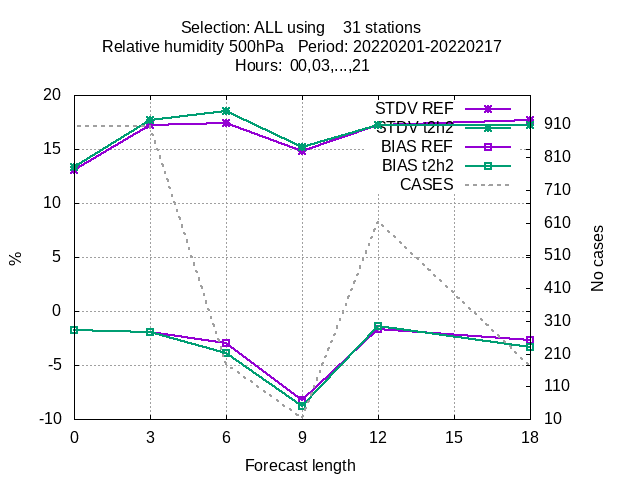 Selection: ALL using 31 stations
Relative humidity 500hPa Period: 20220201-20220217
Hours: 00,03,...,21
STDV REF
STDV t2h2
BIAS REF
BIAS t2h2
CASES
20
15
10
5
0
-5
-10
%
910
810
710
610
510
410
310
210
110
10
No cases
0 3 6 9 12 15 18
Forecast length